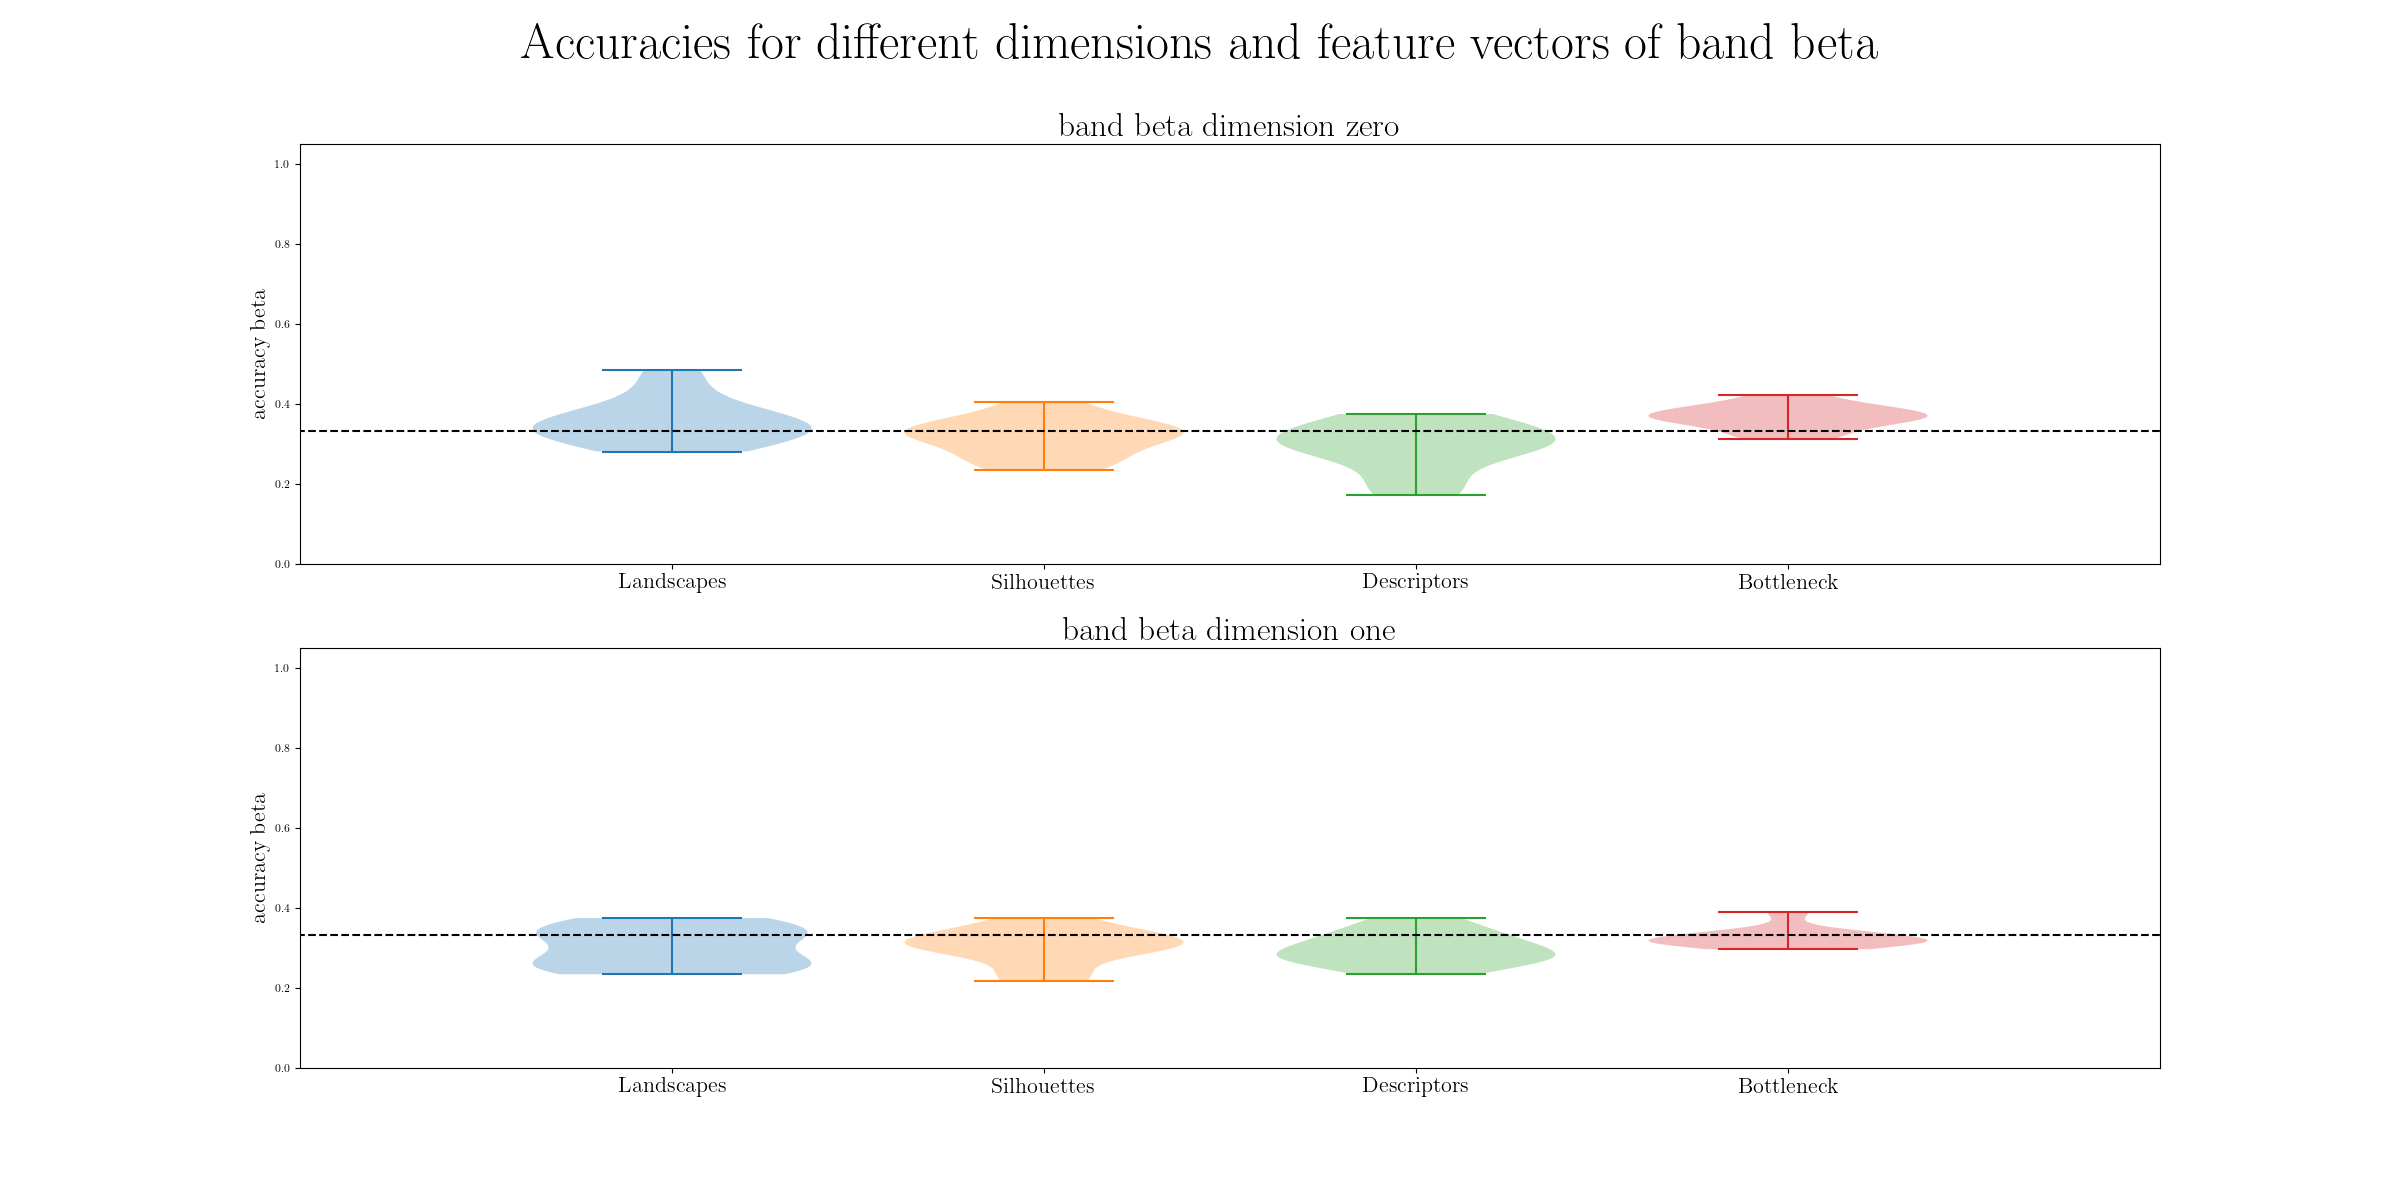 Accuracies for different dimensions and feature vectors of band beta
band beta dimension zero
1.0
0.8
0.6
0.4
0.2
0.0
accuracy beta
Landscapes Silhouettes Descriptors Bottleneck
band beta dimension one
1.0
0.8
0.6
0.4
0.2
0.0
accuracy beta
Landscapes Silhouettes Descriptors Bottleneck